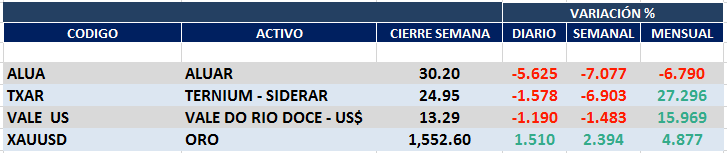 VARIACIÓN %
CODIGO ACTIVO CIERRE SEMANA DIARIO SEMANAL MENSUAL
ALUA ALUAR 30.20 -5.625 -7.077 -6.790
TXAR TERNIUM - SIDERAR 24.95 -1.578 -6.903 27.296
VALE US VALE DO RIO DOCE - US$ 13.29 -1.190 -1.483 15.969
XAUUSD ORO 1,552.60 1.510 2.394 4.877